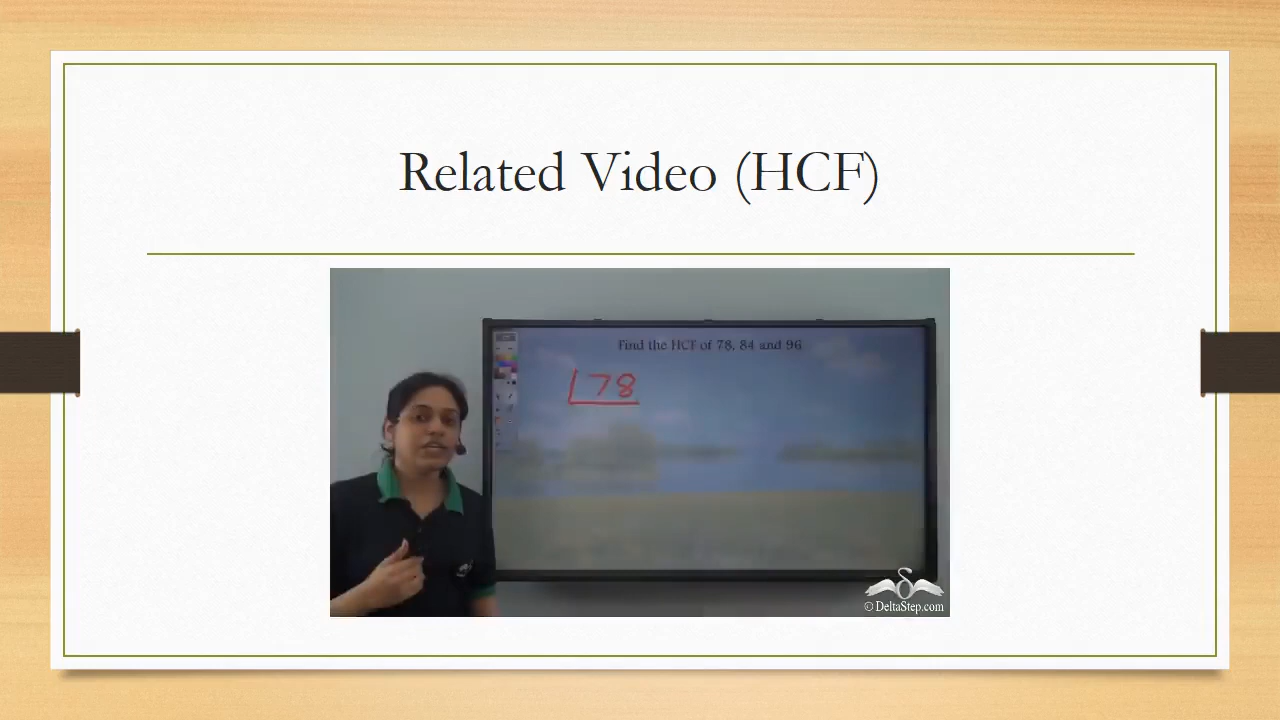 Related Video (HCF)
Find the HCF of 78, 84 and 96
78
© DeltaStep.com